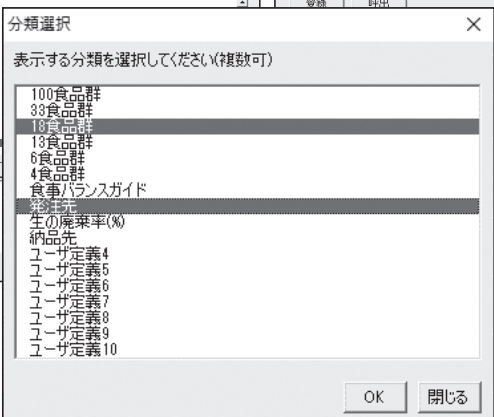 登録 呼出
分類選択
表示する分類を選択してください(複数可)
100食品群
33食品群
18食品群
13食品群
6食品群
4食品群
食事バランスガイド
発注先
生の廃棄率(%)
納品先
ユーザ定義4
ユーザ定義5
ユーザ定義6
ユーザ定義7
ユーザ定義8
ユーザ定義9
ユーザ定義10
OK 閉じる